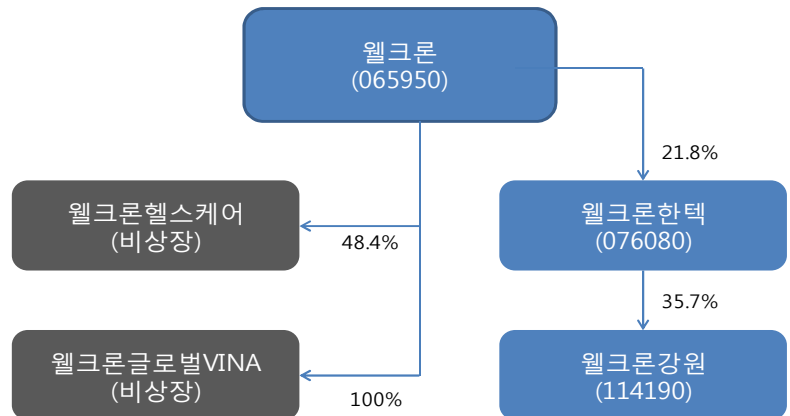 웰크론
(065950)
21.8%
웰크론헬스케어
(비상장)
48.4%
웰크론한텍
(076080)
35.7%
웰크론글로벌VINA
(비상장)
100%
웰크론강원
(114190)